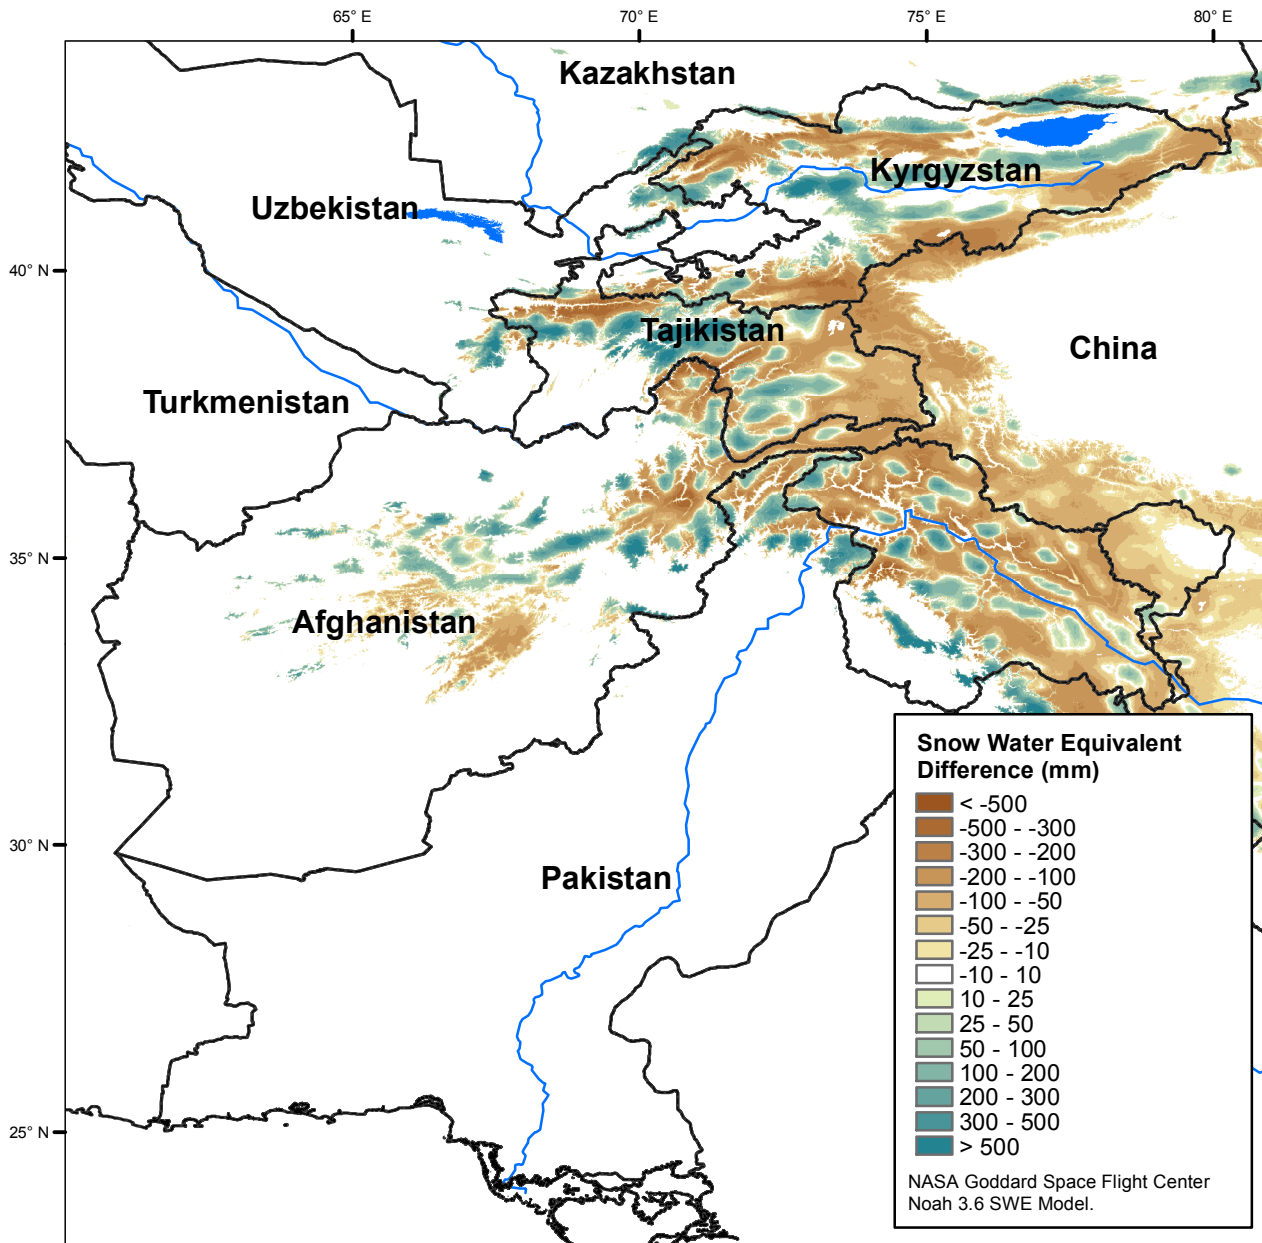 65° E
70° E
75° E
80° E
Kazakhstan
Kyrgyzstan
Uzbekistan
40° N
Tajikistan
China
Turkmenistan
35° N
Afghanistan
Snow Water Equivalent
Difference (mm)
< -500
-500 - -300
30° N
-300 - -200
Pakistan
-200 - -100
-100 - -50
-50 - -25
-25 - -10
-10 - 10
10 - 25
25 - 50
50 - 100
100 - 200
200 - 300
300 - 500
25° N
> 500
NASA Goddard Space Flight Center
Noah 3.6 SWE Model.